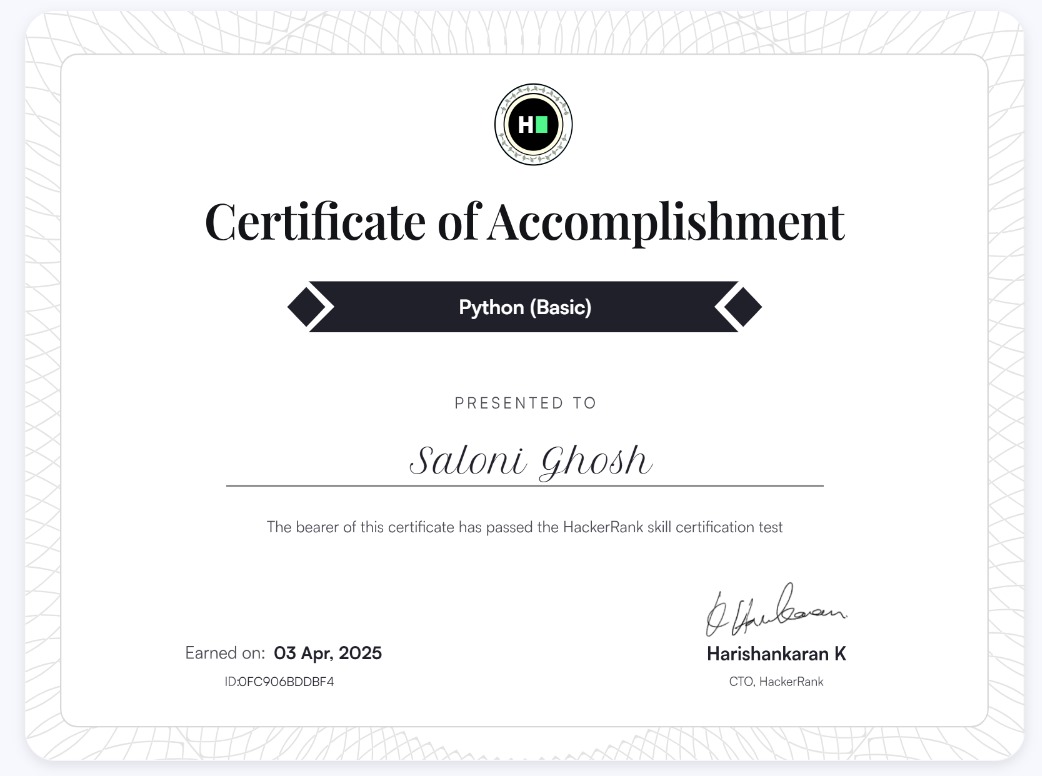 H
Certificate of Accomplishment
Python (Basic)
PRESENTED TO
Saloni Ghosh
The bearer of this certificate has passed the HackerRank skill certification test
Earned on: 03 Apr, 2025
ID:0FC906BDDBF4
Harishankaran K
CTO, HackerRank